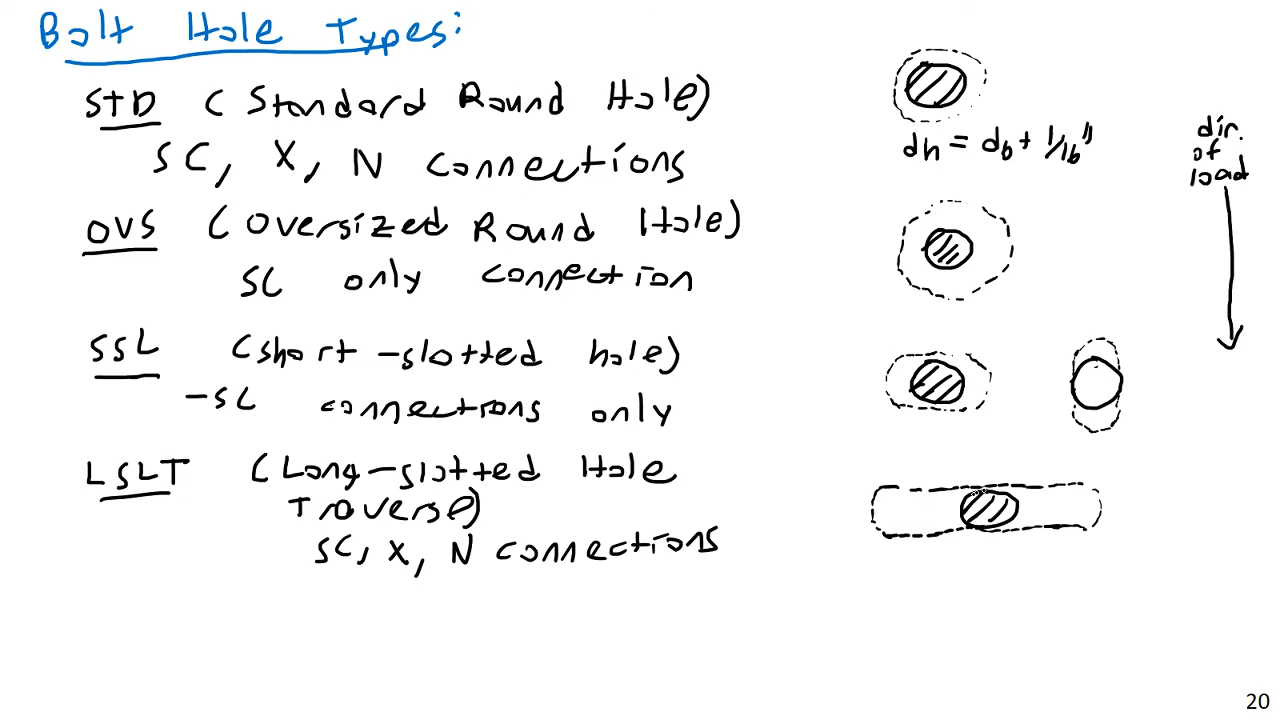 Bolt Hole Types:
STD (Standard Round Hole)
SC, X, N connections
dh = db + 1/16"
dir.
of
load
OVS (Oversized Round Hole)
SC only connection
SSL (short-slotted hole)
-SC connections only
LSLT (Long-slotted Hole
Traverse)
SC, X, N connections
20